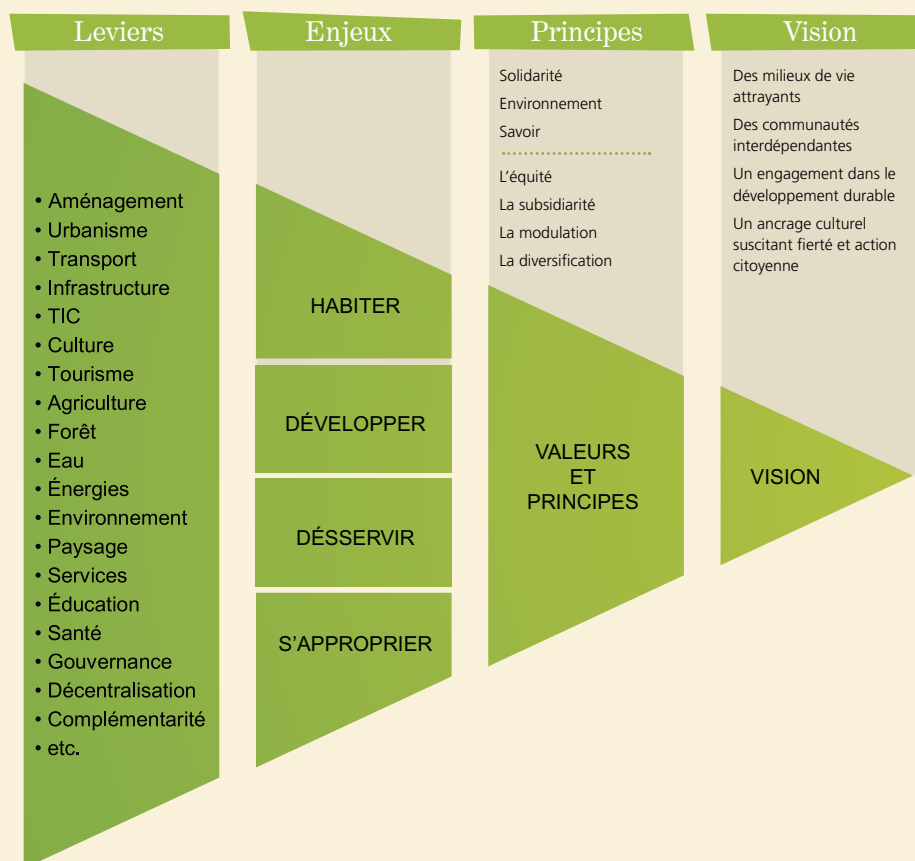 Leviers
• Aménagement
• Urbanisme
• Transport
• Infrastructure
• TIC
• Culture
• Tourisme
• Agriculture
• Forêt
• Eau
• Énergies
• Environnement
• Paysage
• Services
• Éducation
• Santé
• Gouvernance
• Décentralisation
• Complémentarité
• etc.
Enjeux
HABITER
DÉVELOPPER
DÉSSERVIR
S’APPROPRIER
Principes
Solidarité
Environnement
Savoir
L’équité
La subsidiarité
La modulation
La diversification
VALEURS
ET
PRINCIPES
Vision
Des milieux de vie
attrayants
Des communautés
interdépendantes
Un engagement dans le
développement durable
Un ancrage culturel
suscitant fierté et action
citoyenne
VISION